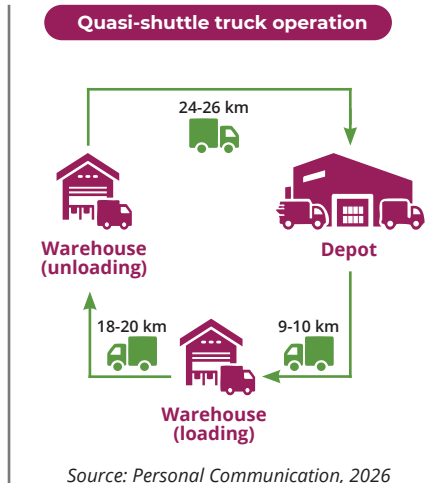 Quasi-shuttle truck operation
24-26 km
Warehouse
(unloading)
Depot
18-20 km
9-10 km
Warehouse
(loading)
Source: Personal Communication, 2026